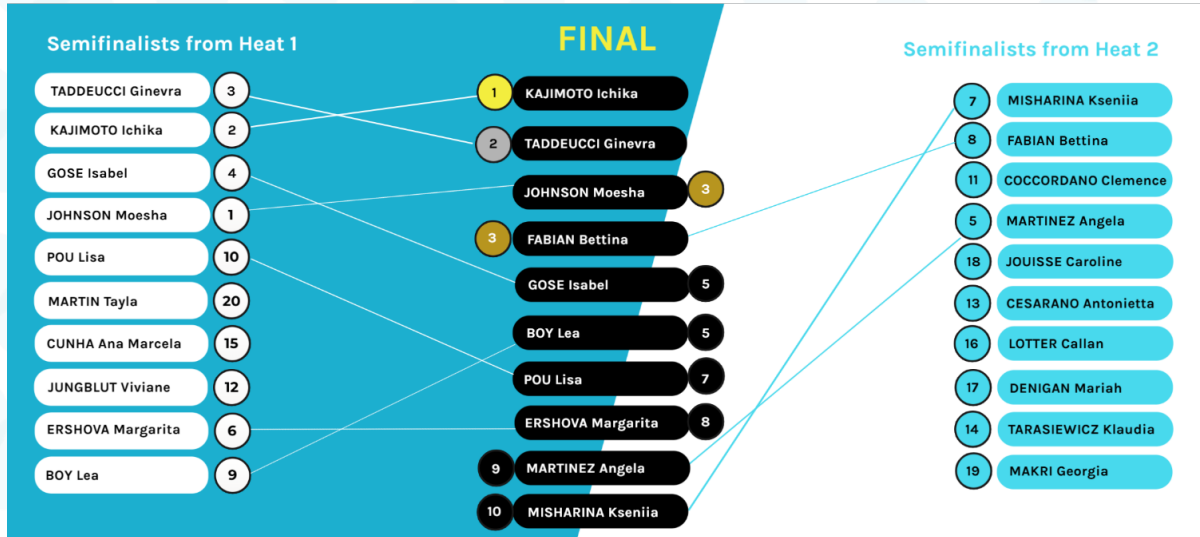 Semifinalists from Heat 1
TADDEUCCI Ginevra 3
KAJIMOTO Ichika 2
GOSE Isabel 4
JOHNSON Moesha 1
POU Lisa 10
MARTIN Tayla 20
CUNHA Ana Marcela 15
JUNGBLUT Viviane 12
ERSHOVA Margarita 6
BOY Lea 9
FINAL
1 KAJIMOTO Ichika
2 TADDEUCCI Ginevra
JOHNSON Moesha 3
3 FABIAN Bettina
GOSE Isabel 5
BOY Lea 5
POU Lisa 7
ERSHOVA Margarita 8
9 MARTINEZ Angela
10 MISHARINA Kseniia
Semifinalists from Heat 2
7 MISHARINA Kseniia
8 FABIAN Bettina
11 COCCORDANO Clemence
5 MARTINEZ Angela
18 JOUISSE Caroline
13 CESARANO Antonietta
16 LOTTER Callan
17 DENIGAN Mariah
14 TARASIEWICZ Klaudia
19 MAKRI Georgia